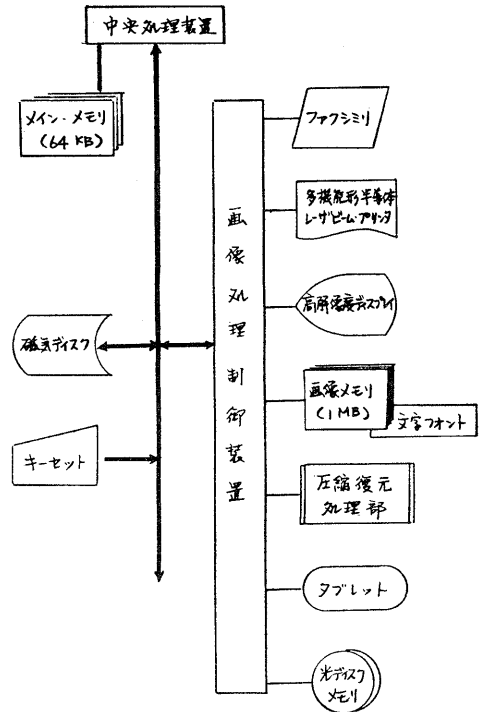 中央処理装置
メイン・メモリ
(64KB)
磁気ディスク
キーセット
画像処理制御装置
ファクシミリ
多機能形半導体
レーザビーム・プリンタ
高解像度ディスプレイ
画像メモリ
(1MB)
文字フォント
圧縮復元
処理部
タブレット
光ディスク
メモリ